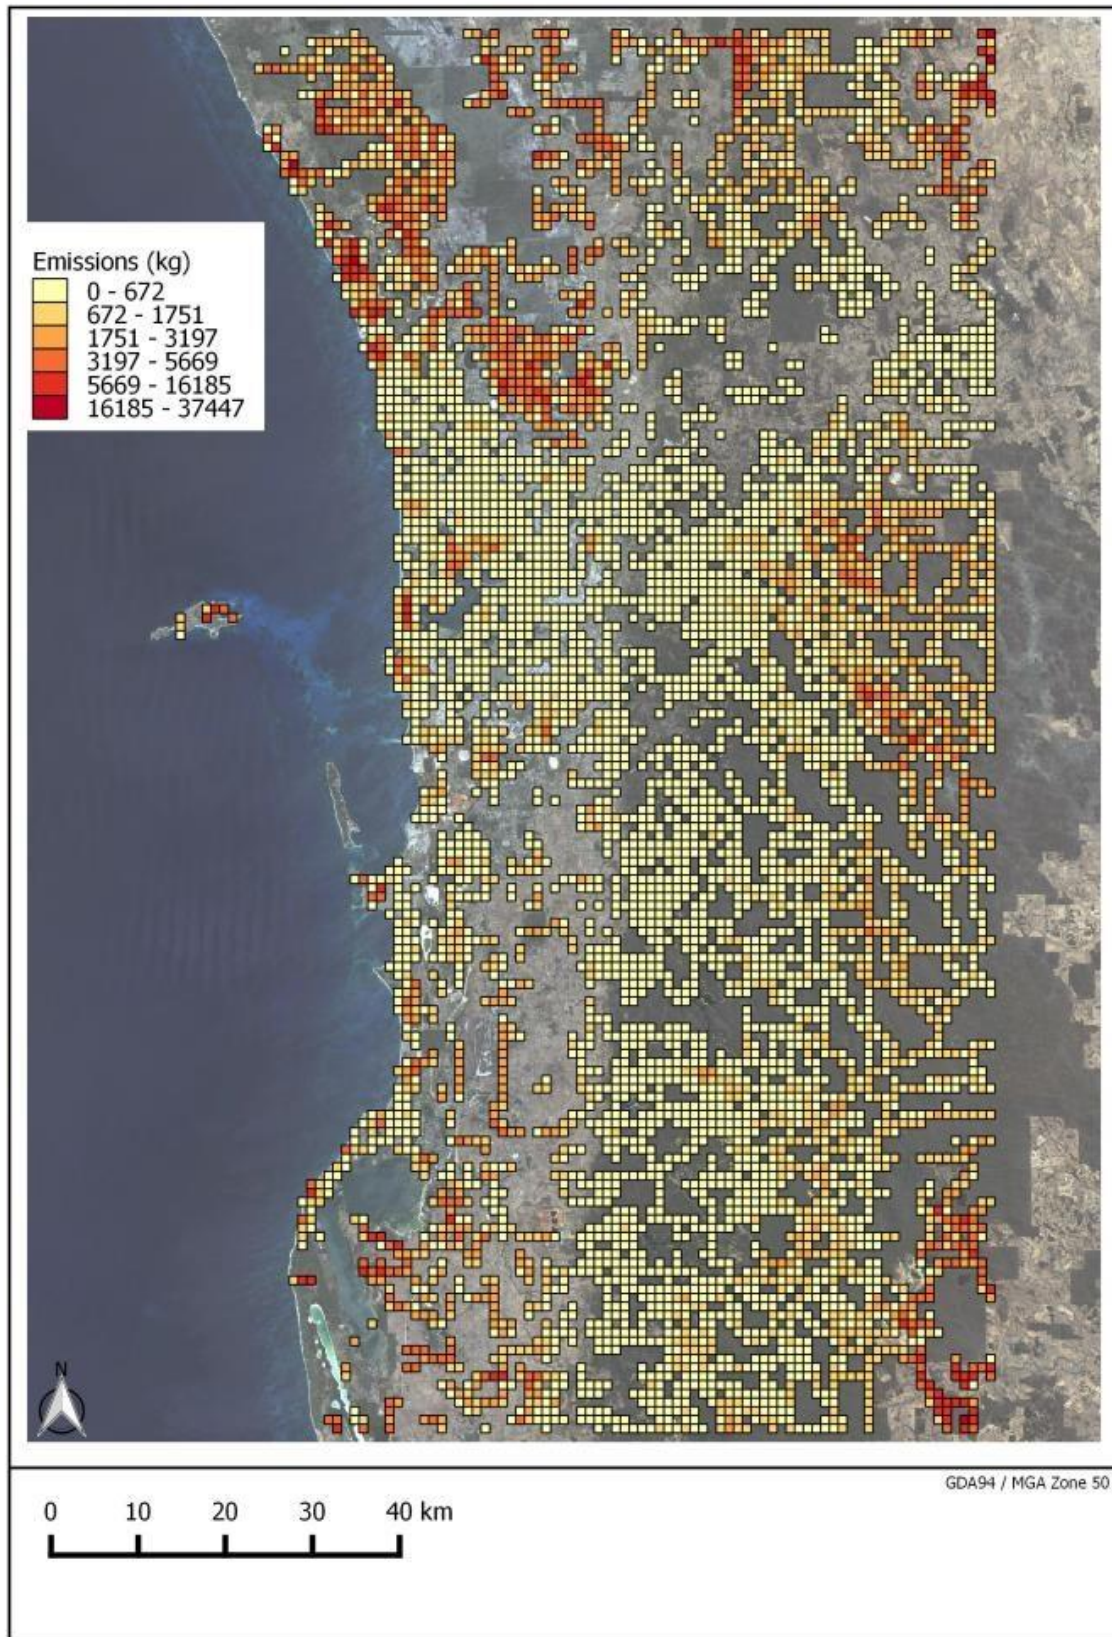 Emissions (kg)
0 - 672
672 - 1751
1751 - 3197
3197 - 5669
5669 - 16185
16185 - 37447
N
GDA94 / MGA Zone 50
0 10 20 30 40 km